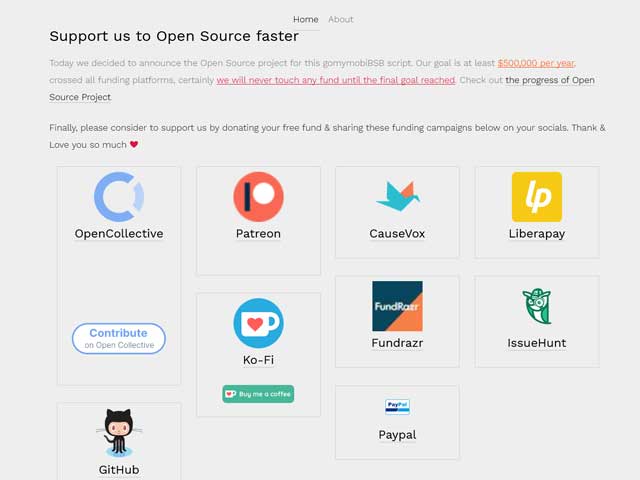 Home About
Support us to Open Source faster
Today we decided to announce the Open Source project for this gomymobiBSB script. Our goal is at least $500,000 per year,
crossed all funding platforms, certainly we will never touch any fund until the final goal reached. Check out the progress of Open
Source Project.
Finally, please consider to support us by donating your free fund & sharing these funding campaigns below on your socials. Thank &
Love you so much
OpenCollective
Patreon
CauseVox
lp
Liberapay
Contribute
on Open Collective
Ko-Fi
Buy me a coffee
FundRazr
Fundrazr
IssueHunt
PayPal
Paypal
GitHub